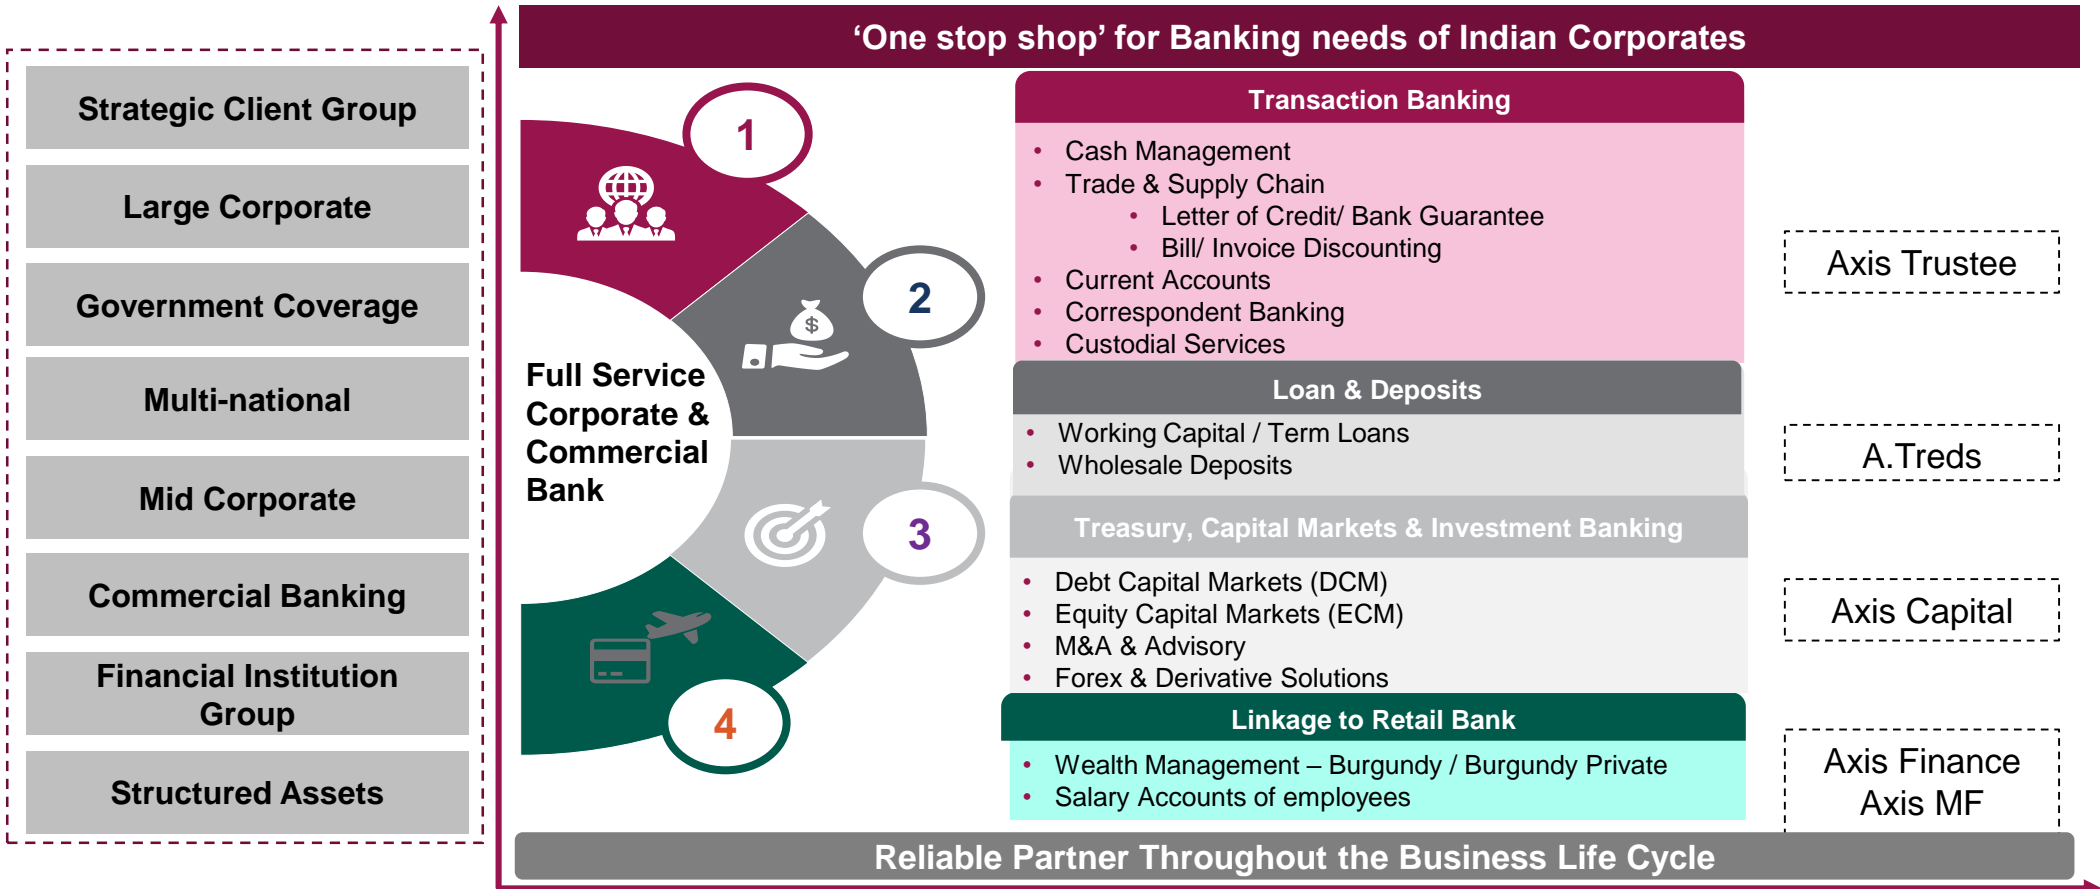 ‘One stop shop’ for Banking needs of Indian Corporates
Strategic Client Group
Large Corporate
Government Coverage
Multi-national
Mid Corporate
Commercial Banking
Financial Institution
Group
Structured Assets
Full Service
Corporate &
Commercial
Bank
1
2
$
3
4
Transaction Banking
• Cash Management
• Trade & Supply Chain
• Letter of Credit/ Bank Guarantee
• Bill/ Invoice Discounting
• Current Accounts
• Correspondent Banking
• Custodial Services
Loan & Deposits
• Working Capital / Term Loans
• Wholesale Deposits
Treasury, Capital Markets & Investment Banking
• Debt Capital Markets (DCM)
• Equity Capital Markets (ECM)
• M&A & Advisory
• Forex & Derivative Solutions
Linkage to Retail Bank
• Wealth Management – Burgundy / Burgundy Private
• Salary Accounts of employees
Axis Trustee
A.Treds
Axis Capital
Axis Finance
Axis MF
Reliable Partner Throughout the Business Life Cycle